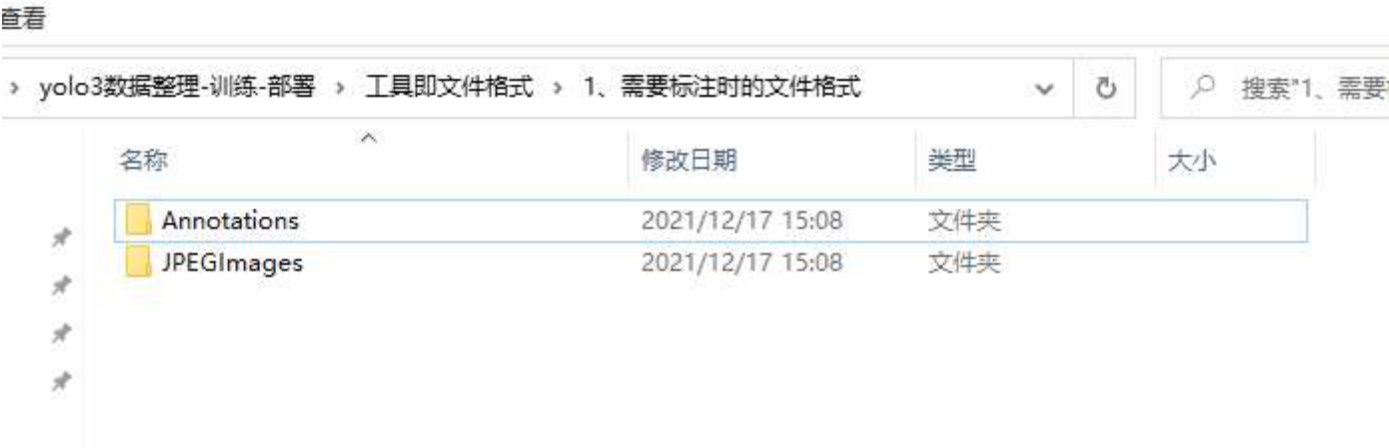 查看
› yolo3数据整理-训练-部署 › 工具即文件格式 › 1、需要标注时的文件格式
搜索"1、需要
名称 修改日期 类型 大小
Annotations 2021/12/17 15:08 文件夹
JPEGImages 2021/12/17 15:08 文件夹